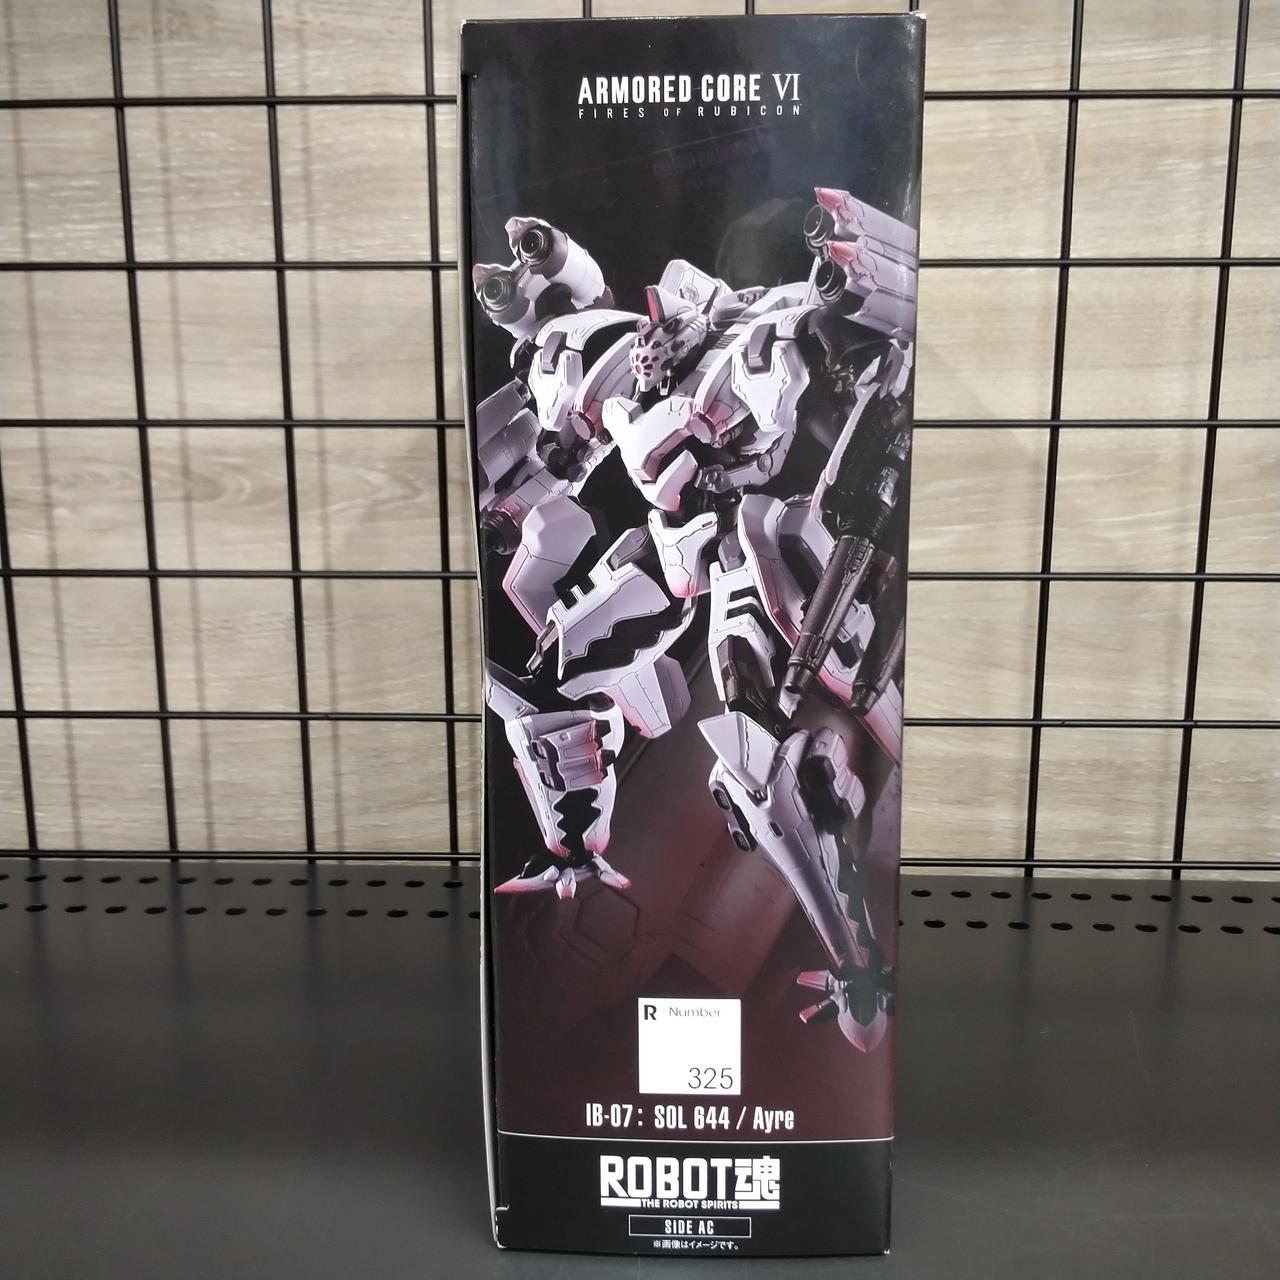 ARMORED CORE VI
FIRES OF RUBICON
R - Number
325
IB-07: SOL 644 / Ayre
ROBOT魂
THE ROBOT SPIRITS
SIDE AC
※画像はイメージです。